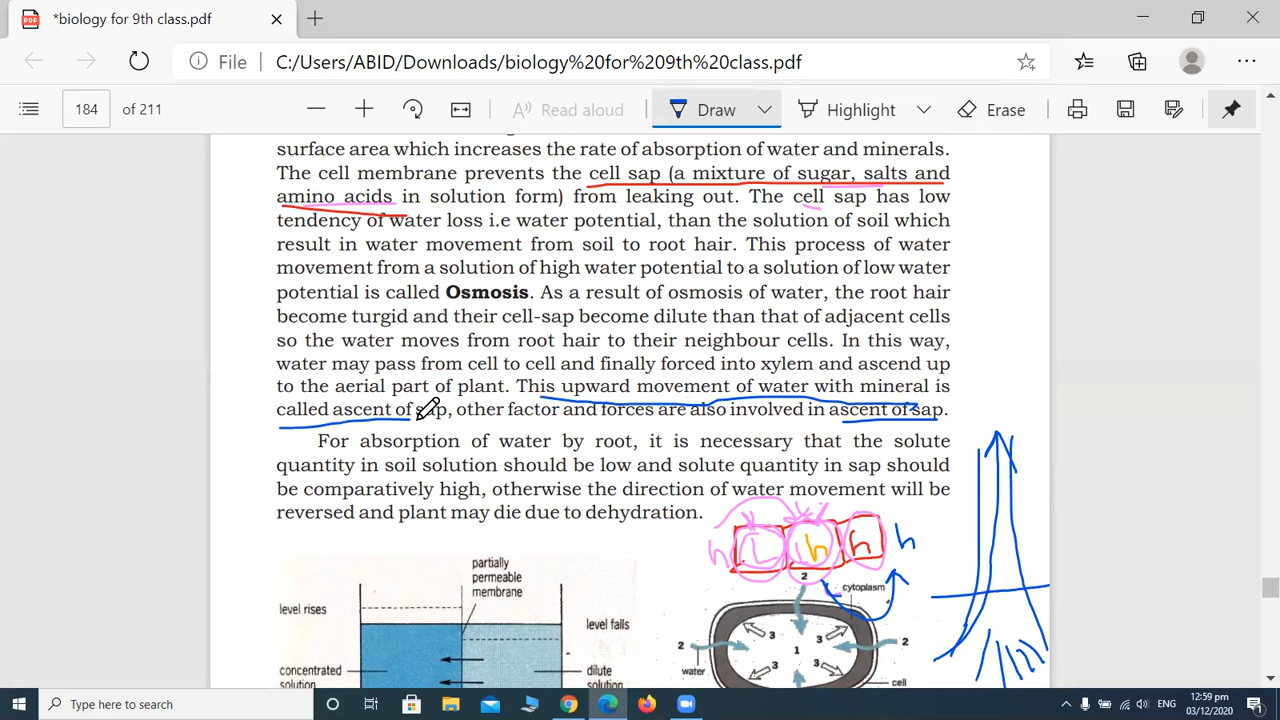 *biology for 9th class.pdf
File C:/Users/ABID/Downloads/biology%20for%209th%20class.pdf
184 of 211 Read aloud Draw Highlight Erase
surface area which increases the rate of absorption of water and minerals.
The cell membrane prevents the cell sap (a mixture of sugar, salts and
amino acids in solution form) from leaking out. The cell sap has low
tendency of water loss i.e water potential, than the solution of soil which
result in water movement from soil to root hair. This process of water
movement from a solution of high water potential to a solution of low water
potential is called Osmosis. As a result of osmosis of water, the root hair
become turgid and their cell-sap become dilute than that of adjacent cells
so the water moves from root hair to their neighbour cells. In this way,
water may pass from cell to cell and finally forced into xylem and ascend up
to the aerial part of plant. This upward movement of water with mineral is
called ascent of sap, other factor and forces are also involved in ascent of sap.
For absorption of water by root, it is necessary that the solute
quantity in soil solution should be low and solute quantity in sap should
be comparatively high, otherwise the direction of water movement will be
reversed and plant may die due to dehydration.
h L h h h
partially
permeable
membrane
level rises
level falls
concentrated
solution
dilute
solution
2
cytoplasm
3 3
2 1 2
water
3 3
cell
Type here to search
ENG
12:59 pm
03/12/2020